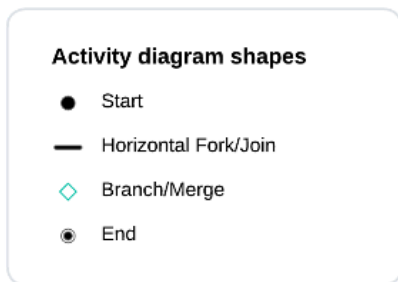 Activity diagram shapes
Start
Horizontal Fork/Join
Branch/Merge
End